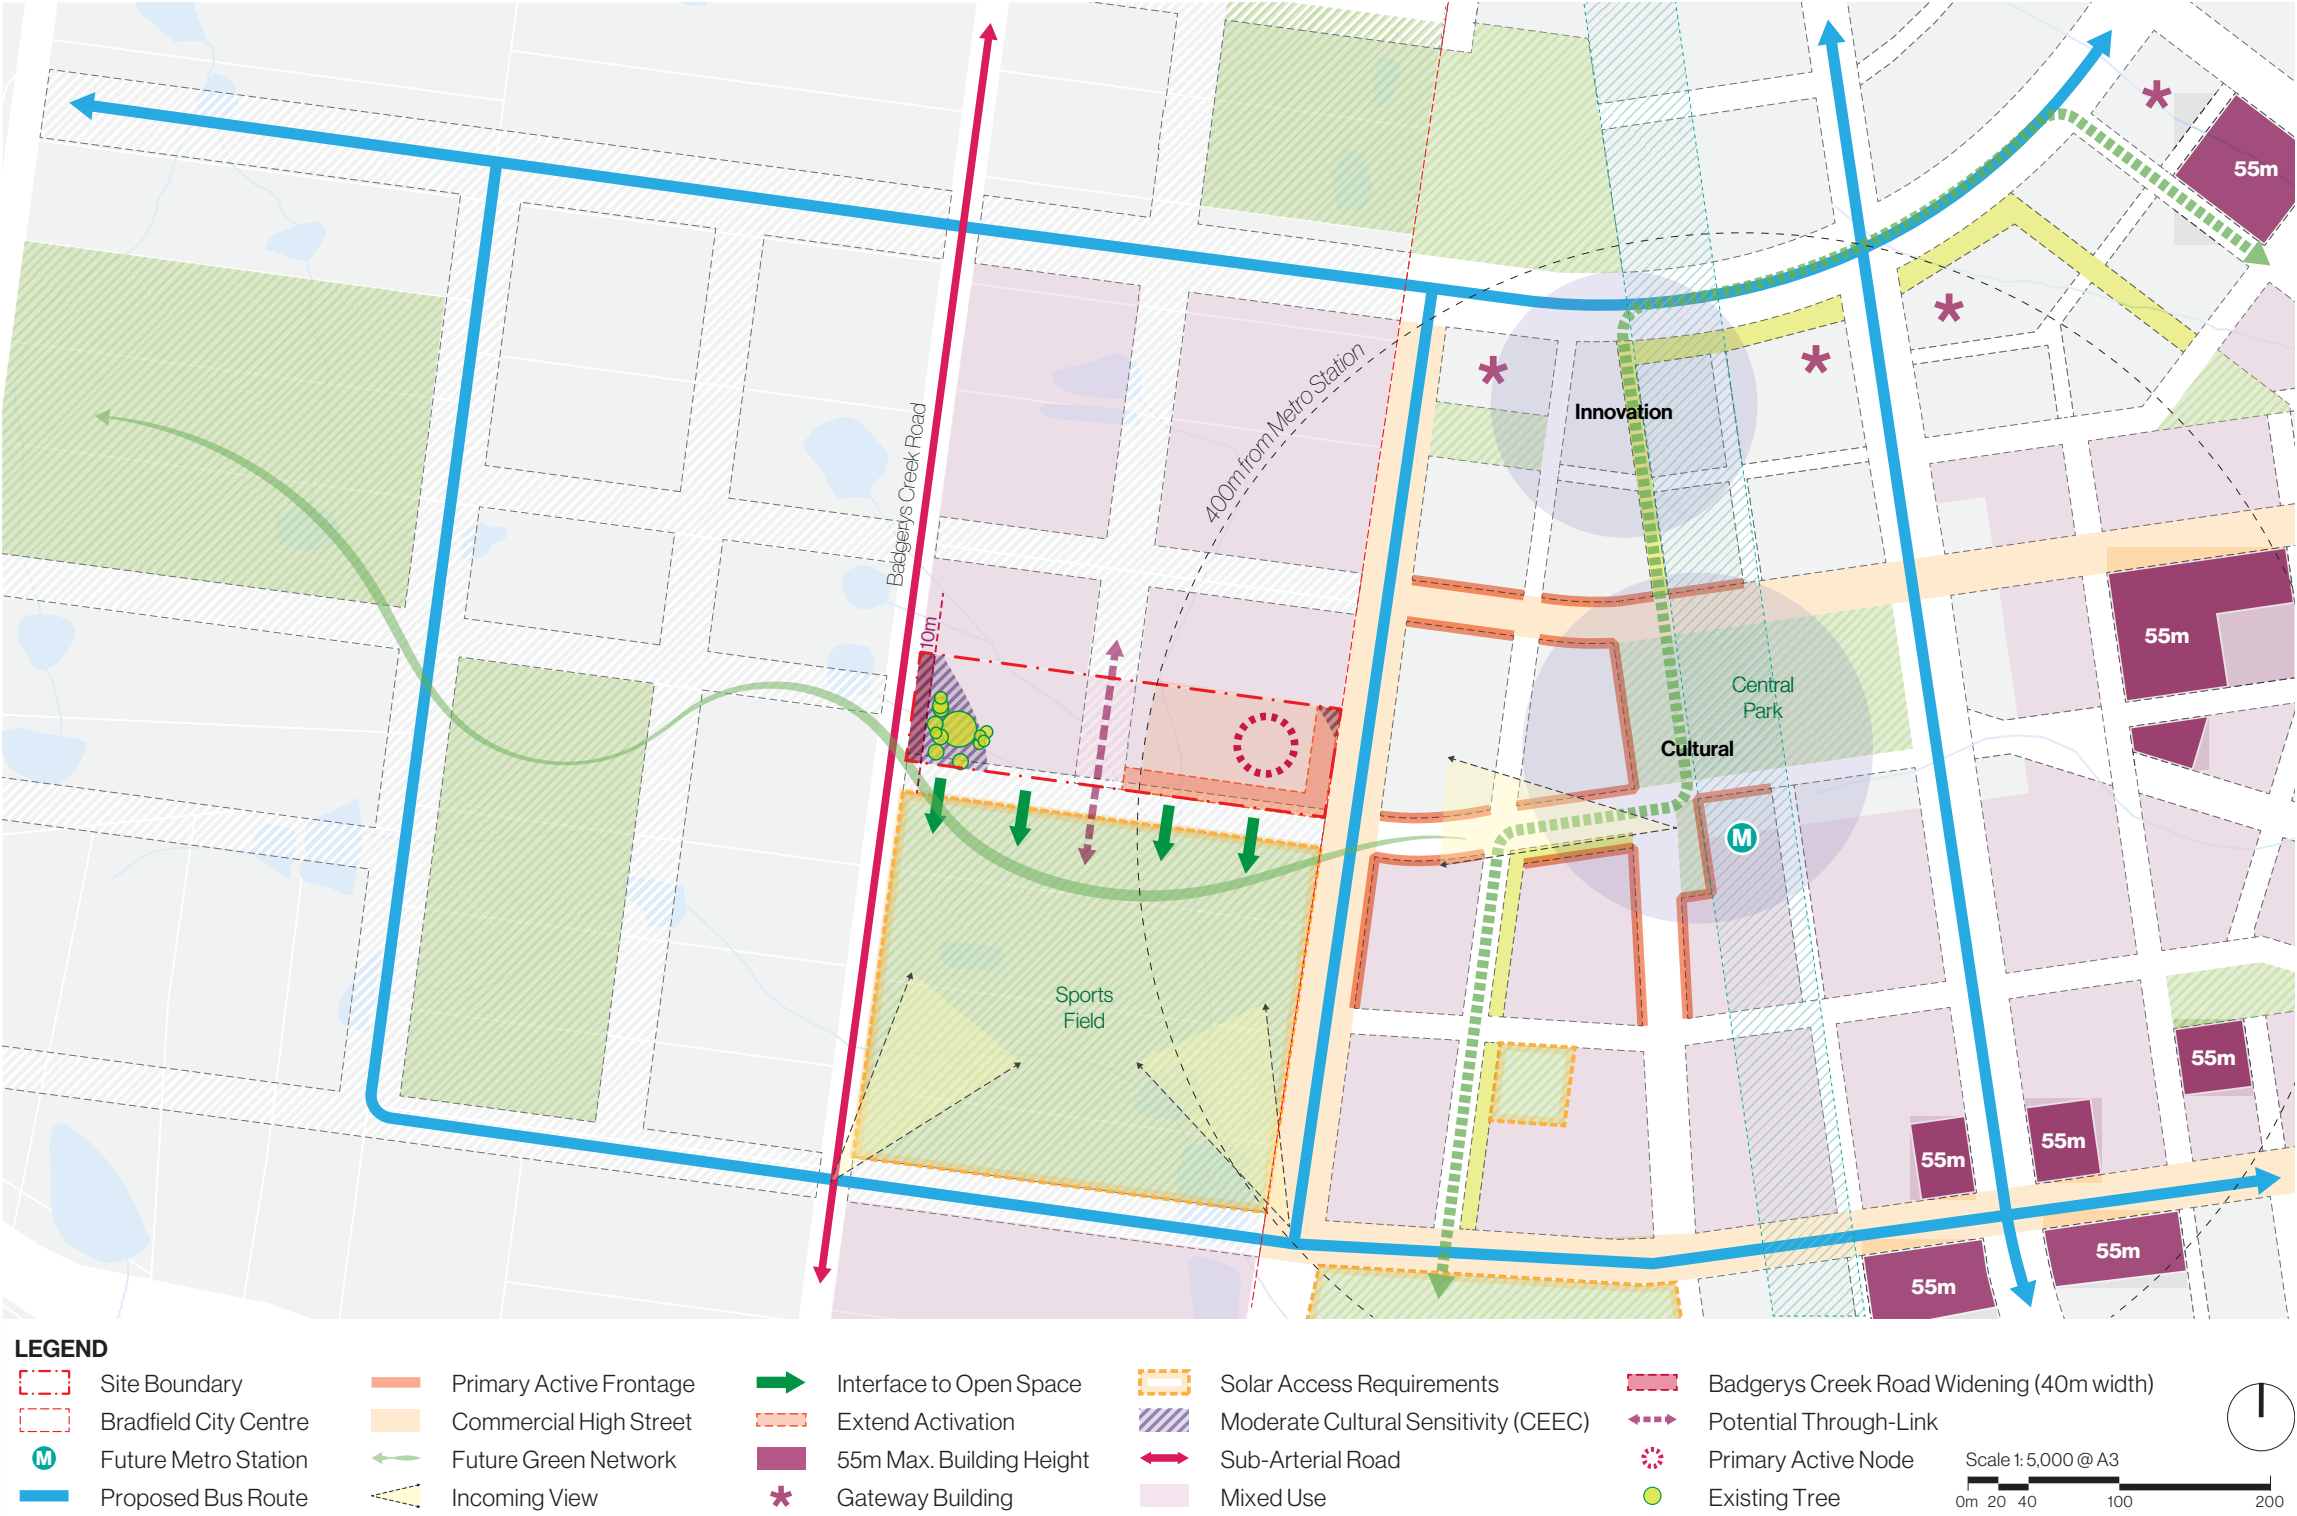 55m
400m from Metro Station
Innovation
Badgerys Creek Road
55m
10m
Central
Park
Cultural
M
Sports
Field
55m
55m
55m
55m
55m
LEGEND
Site Boundary
Primary Active Frontage
Interface to Open Space
Solar Access Requirements
Badgerys Creek Road Widening (40m width)
Bradfield City Centre
Commercial High Street
Extend Activation
Moderate Cultural Sensitivity (CEEC)
Potential Through-Link
M
Future Metro Station
Future Green Network
55m Max. Building Height
Sub-Arterial Road
Primary Active Node
Proposed Bus Route
Incoming View
Gateway Building
Mixed Use
Existing Tree
Scale 1: 5,000 @ A3
0m 20 40 100 200